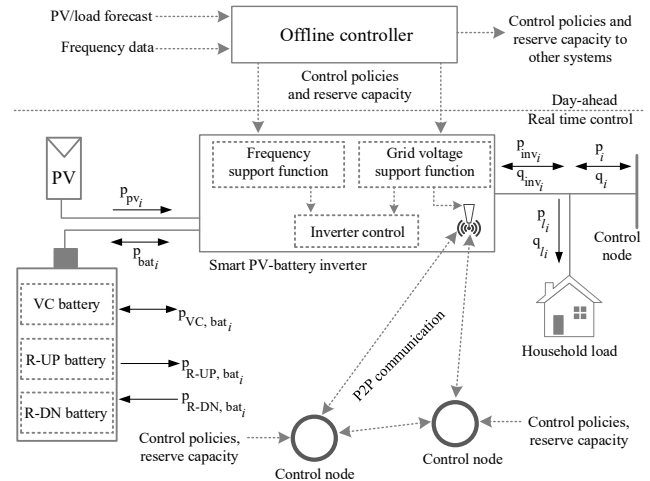 PV/load forecast
Frequency data
Offline controller
Control policies and
reserve capacity to
other systems
Control policies
and reserve capacity
Day-ahead
Real time control
PV
p_pv_i
p_bat_i
Frequency
support function
Grid voltage
support function
Inverter control
Smart PV-battery inverter
p_inv_i
q_inv_i
p_i
q_i
p_l_i
q_l_i
Control
node
Household load
VC battery
p_VC, bat_i
R-UP battery
p_R-UP, bat_i
R-DN battery
p_R-DN, bat_i
P2P communication
Control policies,
reserve capacity
Control node
Control node
Control policies,
reserve capacity